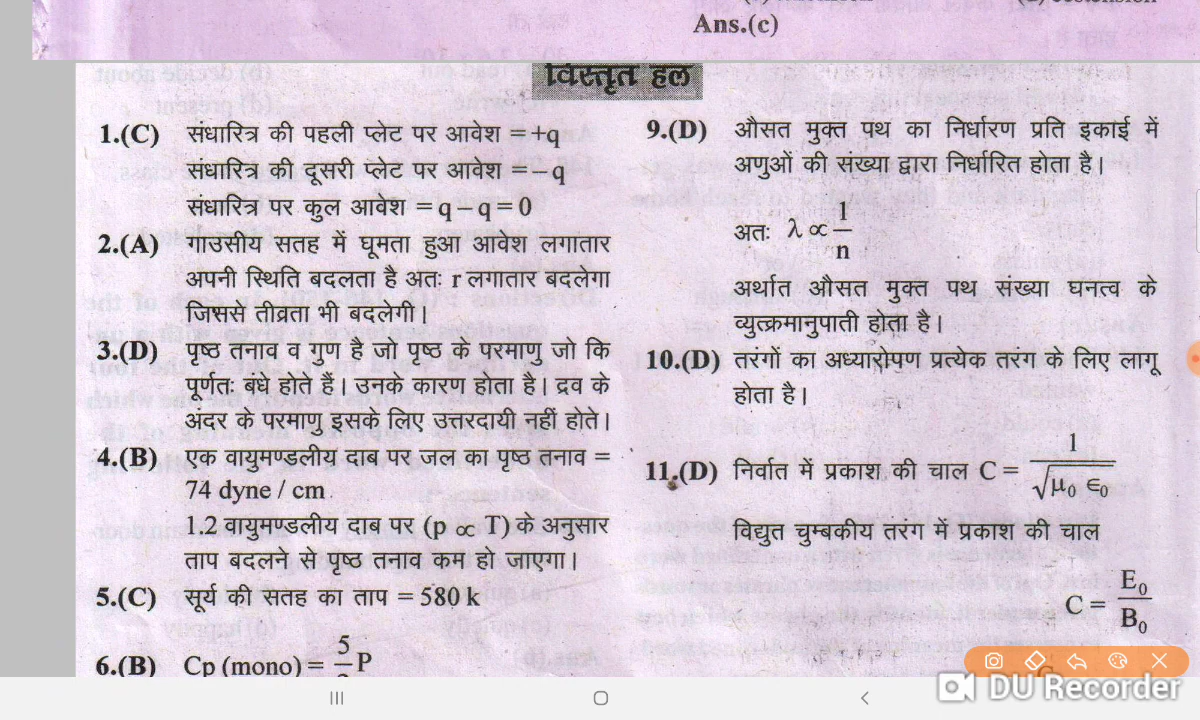 Ans.(c)
विस्तृत हल
1.(C) संधारित्र की पहली प्लेट पर आवेश =+q
संधारित्र की दूसरी प्लेट पर आवेश =−q
संधारित्र पर कुल आवेश = q − q = 0
2.(A) गाउसीय सतह में घूमता हुआ आवेश लगातार
अपनी स्थिति बदलता है अतः r लगातार बदलेगा
जिससे तीव्रता भी बदलेगी।
3.(D) पृष्ठ तनाव व गुण है जो पृष्ठ के परमाणु जो कि
पूर्णतः बंधे होते हैं। उनके कारण होता है। द्रव के
अंदर के परमाणु इसके लिए उत्तरदायी नहीं होते।
4.(B) एक वायुमण्डलीय दाब पर जल का पृष्ठ तनाव =
74 dyne / cm
1.2 वायुमण्डलीय दाब पर (p ∝ T) के अनुसार
ताप बदलने से पृष्ठ तनाव कम हो जाएगा।
5.(C) सूर्य की सतह का ताप = 580 k
6.(B) Cp (mono) = 5 P
9.(D) औसत मुक्त पथ का निर्धारण प्रति इकाई में
अणुओं की संख्या द्वारा निर्धारित होता है।
अतः λ ∝ 1/n
अर्थात औसत मुक्त पथ संख्या घनत्व के
व्युत्क्रमानुपाती होता है।
10.(D) तरंगों का अध्यारोपण प्रत्येक तरंग के लिए लागू
होता है।
11.(D) निर्वात में प्रकाश की चाल C = 1/√μ₀ ∈₀
विद्युत चुम्बकीय तरंग में प्रकाश की चाल
C = E₀/B₀
DU Recorder